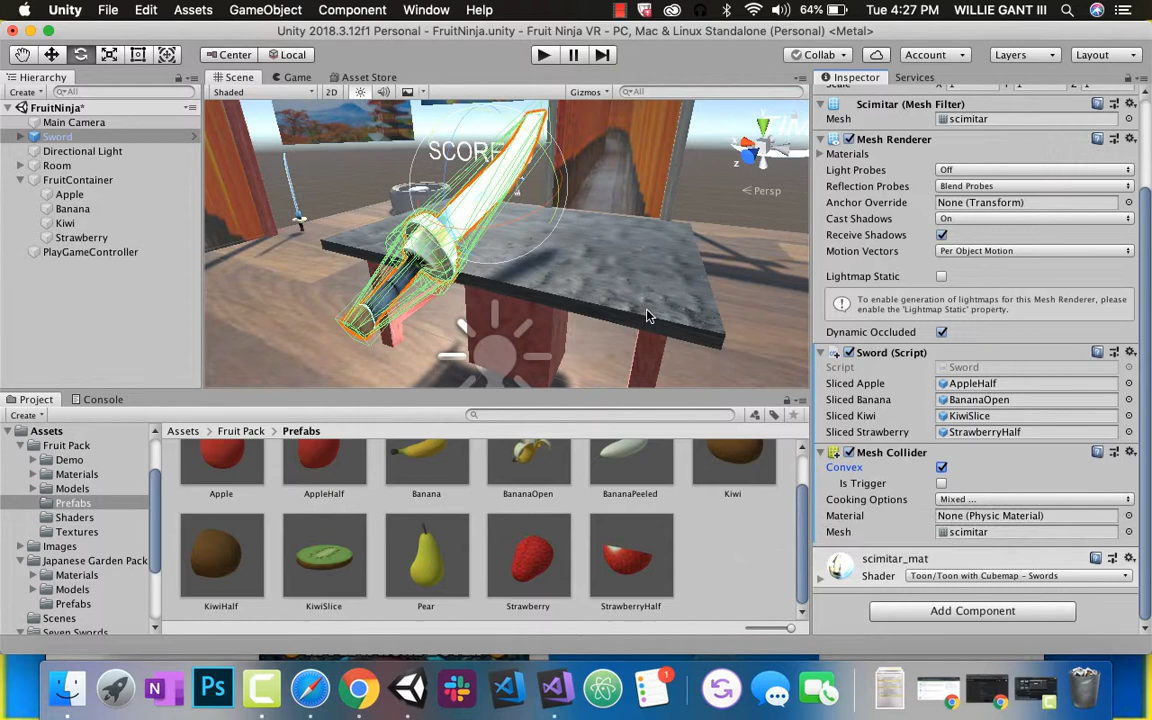 Unity File Edit Assets GameObject Component Window Help 64% Tue 4:27 PM WILLIE GANT III
Unity 2018.3.12f1 Personal - FruitNinja.unity - Fruit Ninja VR - PC, Mac & Linux Standalone (Personal) <Metal>
Center Local Collab Account Layers Layout
Hierarchy Scene Game Asset Store Inspector Services
Create All Shaded 2D Gizmos All
FruitNinja*
Main Camera
Sword
Directional Light
Room
FruitContainer
Apple
Banana
Kiwi
Strawberry
PlayGameController
SCORE
z
Persp
Scale X 1 Y 1 Z 1
Scimitar (Mesh Filter)
Mesh scimitar
Mesh Renderer
Materials
Light Probes Off
Reflection Probes Blend Probes
Anchor Override None (Transform)
Cast Shadows On
Receive Shadows
Motion Vectors Per Object Motion
Lightmap Static
To enable generation of lightmaps for this Mesh Renderer, please
enable the 'Lightmap Static' property.
Dynamic Occluded
Sword (Script)
Script Sword
Sliced Apple AppleHalf
Sliced Banana BananaOpen
Sliced Kiwi KiwiSlice
Sliced Strawberry StrawberryHalf
Mesh Collider
Convex
Is Trigger
Cooking Options Mixed ...
Material None (Physic Material)
Mesh scimitar
scimitar_mat
Shader Toon/Toon with Cubemap - Swords
Add Component
Project Console
Create
Assets
Fruit Pack
Demo
Materials
Models
Prefabs
Shaders
Textures
Images
Japanese Garden Pack
Materials
Models
Prefabs
Scenes
Seven Swords
Assets Fruit Pack Prefabs
Apple AppleHalf Banana BananaOpen BananaPeeled Kiwi
KiwiHalf KiwiSlice Pear Strawberry StrawberryHalf
N Ps 1